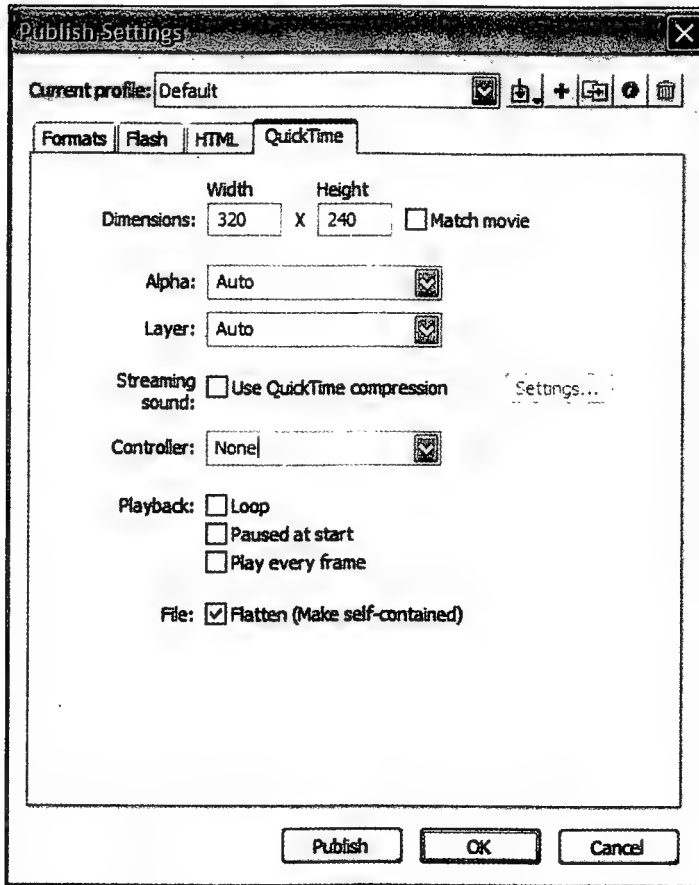 Publish Settings
Current profile: Default
Formats Flash HTML QuickTime
Width Height
Dimensions: 320 X 240 Match movie
Alpha: Auto
Layer: Auto
Streaming sound: Use QuickTime compression Settings...
Controller: None
Playback: Loop
Paused at start
Play every frame
File: Flatten (Make self-contained)
Publish OK Cancel